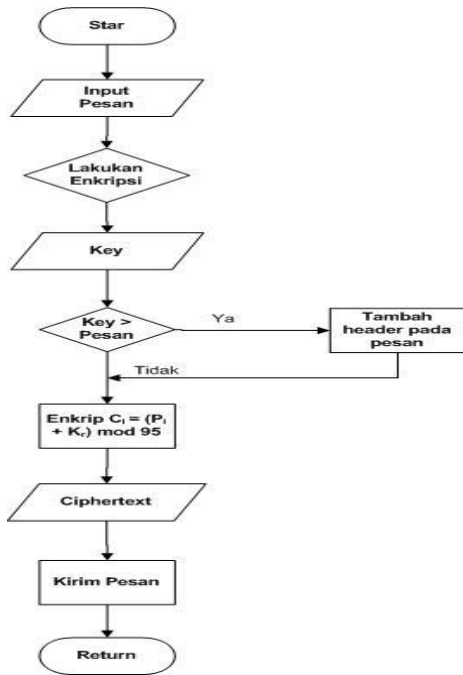 Star
Input
Pesan
Lakukan
Enkripsi
Key
Key >
Pesan
Ya
Tambah
header pada
pesan
Tidak
Enkrip Cᵢ = (Pᵢ
+ Kᵣ) mod 95
Ciphertext
Kirim Pesan
Return